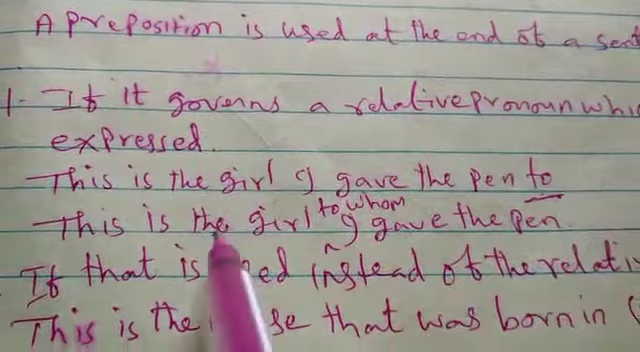 A preposition is used at the end of a sent
1. If it governs a relative pronoun whi
expressed.
This is the girl I gave the pen to
This is the girl to whom I gave the pen.
If that is instead of the relati
This is the that was born in